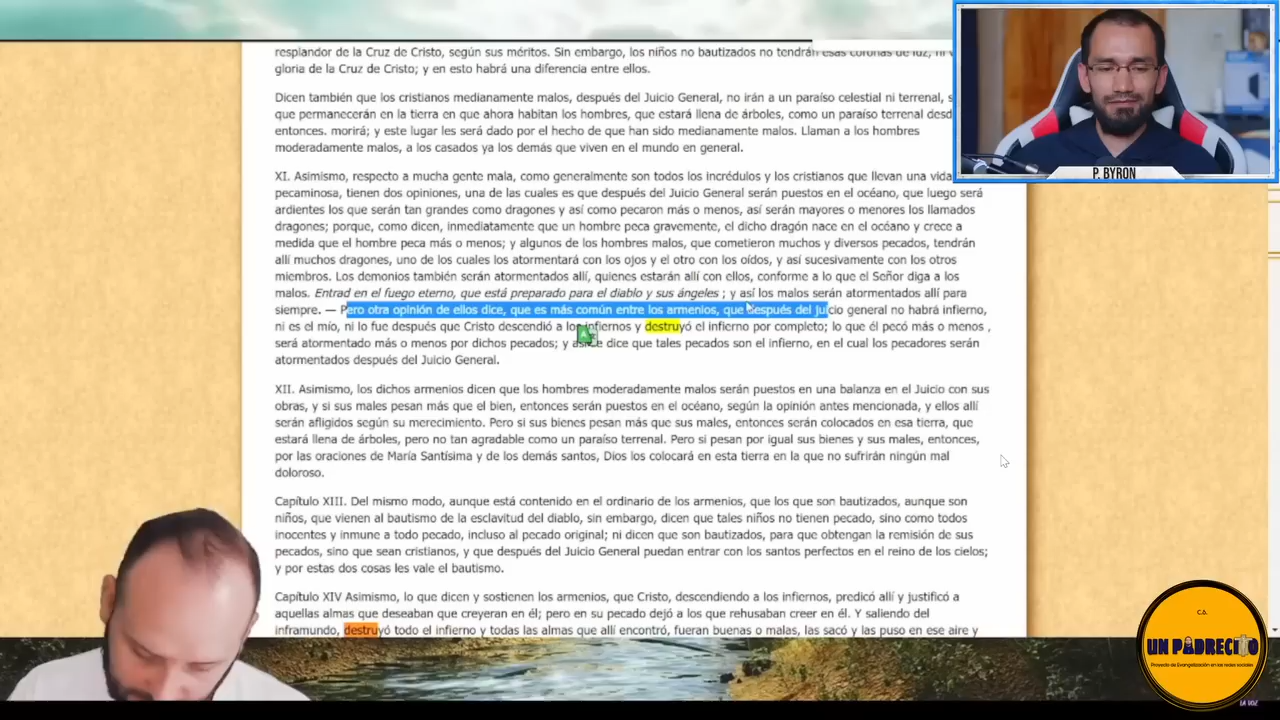 resplandor de la Cruz de Cristo, según sus méritos. Sin embargo, los niños no bautizados no tendrán esas coronas de luz, ni
gloria de la Cruz de Cristo; y en esto habrá una diferencia entre ellos.
Dicen también que los cristianos medianamente malos, después del Juicio General, no irán a un paraíso celestial ni terrenal,
que permanecerán en la tierra en que ahora habitan los hombres, que estará llena de árboles, como un paraíso terrenal
entonces. morirá; y este lugar les será dado por el hecho de que han sido medianamente malos. Llaman a los hombres
moderadamente malos, a los casados ya los demás que viven en el mundo en general.
XI. Asimismo, respecto a mucha gente mala, como generalmente son todos los incrédulos y los cristianos que llevan una vida
pecaminosa, tienen dos opiniones, una de las cuales es que después del Juicio General serán puestos en el océano, que luego será
ardientes los que serán tan grandes como dragones y así como pecaron más o menos, así serán mayores o menores los llamados
dragones; porque, como dicen, inmediatamente que un hombre peca gravemente, el dicho dragón nace en el océano y crece a
medida que el hombre peca más o menos; y algunos de los hombres malos, que cometieron muchos y diversos pecados, tendrán
allí muchos dragones, uno de los cuales los atormentará con los ojos y el otro con los oídos, y así sucesivamente con los otros
miembros. Los demonios también serán atormentados allí, quienes estarán allí con ellos, conforme a lo que el Señor diga a los
malos. Entrad en el fuego eterno, que está preparado para el diablo y sus ángeles ; y así los malos serán atormentados allí para
siempre. — Pero otra opinión de ellos dice, que es más común entre los armenios, que después del juicio general no habrá infierno,
ni es el mío, ni lo fue después que Cristo descendió a los infiernos y destruyó el infierno por completo; lo que él pecó más o menos ,
será atormentado más o menos por dichos pecados; y así se dice que tales pecados son el infierno, en el cual los pecadores serán
atormentados después del Juicio General.
XII. Asimismo, los dichos armenios dicen que los hombres moderadamente malos serán puestos en una balanza en el Juicio con sus
obras, y si sus males pesan más que el bien, entonces serán puestos en el océano, según la opinión antes mencionada, y ellos allí
serán afligidos según su merecimiento. Pero si sus bienes pesan más que sus males, entonces serán colocados en esa tierra, que
estará llena de árboles, pero no tan agradable como un paraíso terrenal. Pero si pesan por igual sus bienes y sus males, entonces,
por las oraciones de María Santísima y de los demás santos, Dios los colocará en esta tierra en la que no sufrirán ningún mal
doloroso.
Capítulo XIII. Del mismo modo, aunque está contenido en el ordinario de los armenios, que los que son bautizados, aunque son
niños, que vienen al bautismo de la esclavitud del diablo, sin embargo, dicen que tales niños no tienen pecado, sino como todos
inocentes y inmune a todo pecado, incluso al pecado original; ni dicen que son bautizados, para que obtengan la remisión de sus
pecados, sino que sean cristianos, y que después del Juicio General puedan entrar con los santos perfectos en el reino de los cielos;
y por estas dos cosas les vale el bautismo.
Capítulo XIV Asimismo, lo que dicen y sostienen los armenios, que Cristo, descendiendo a los infiernos, predicó allí y justificó a
aquellas almas que deseaban que creyeran en él; pero en su pecado dejó a los que rehusaban creer en él. Y saliendo del
inframundo, destruyó todo el infierno y todas las almas que allí encontró, fueran buenas o malas, las sacó y las puso en ese aire y
P. BYRON
C.G.
UN PADRECITO
Proyecto de Evangelización en las redes sociales
LA VOZ